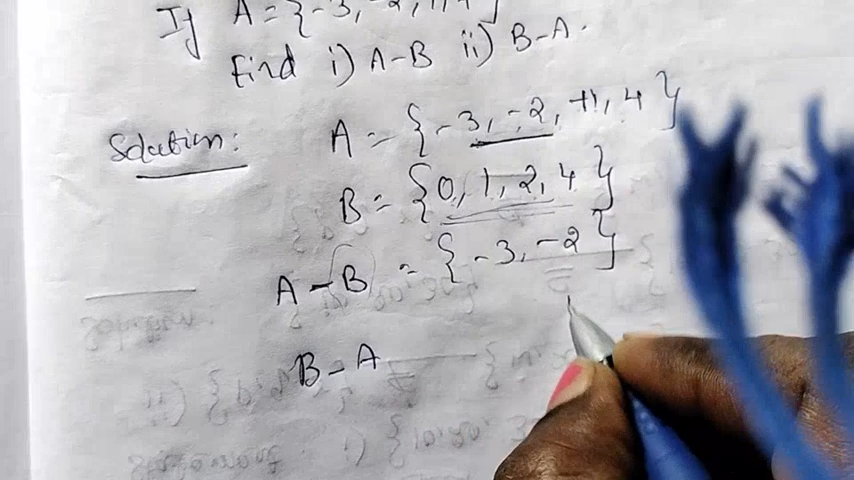 If A = {-3, -2, 1, 4}
Find i) A-B ii) B-A.
Solution: A = {-3, -2, +1, 4}
B = {0, 1, 2, 4}
A - B = {-3, -2}
B - A